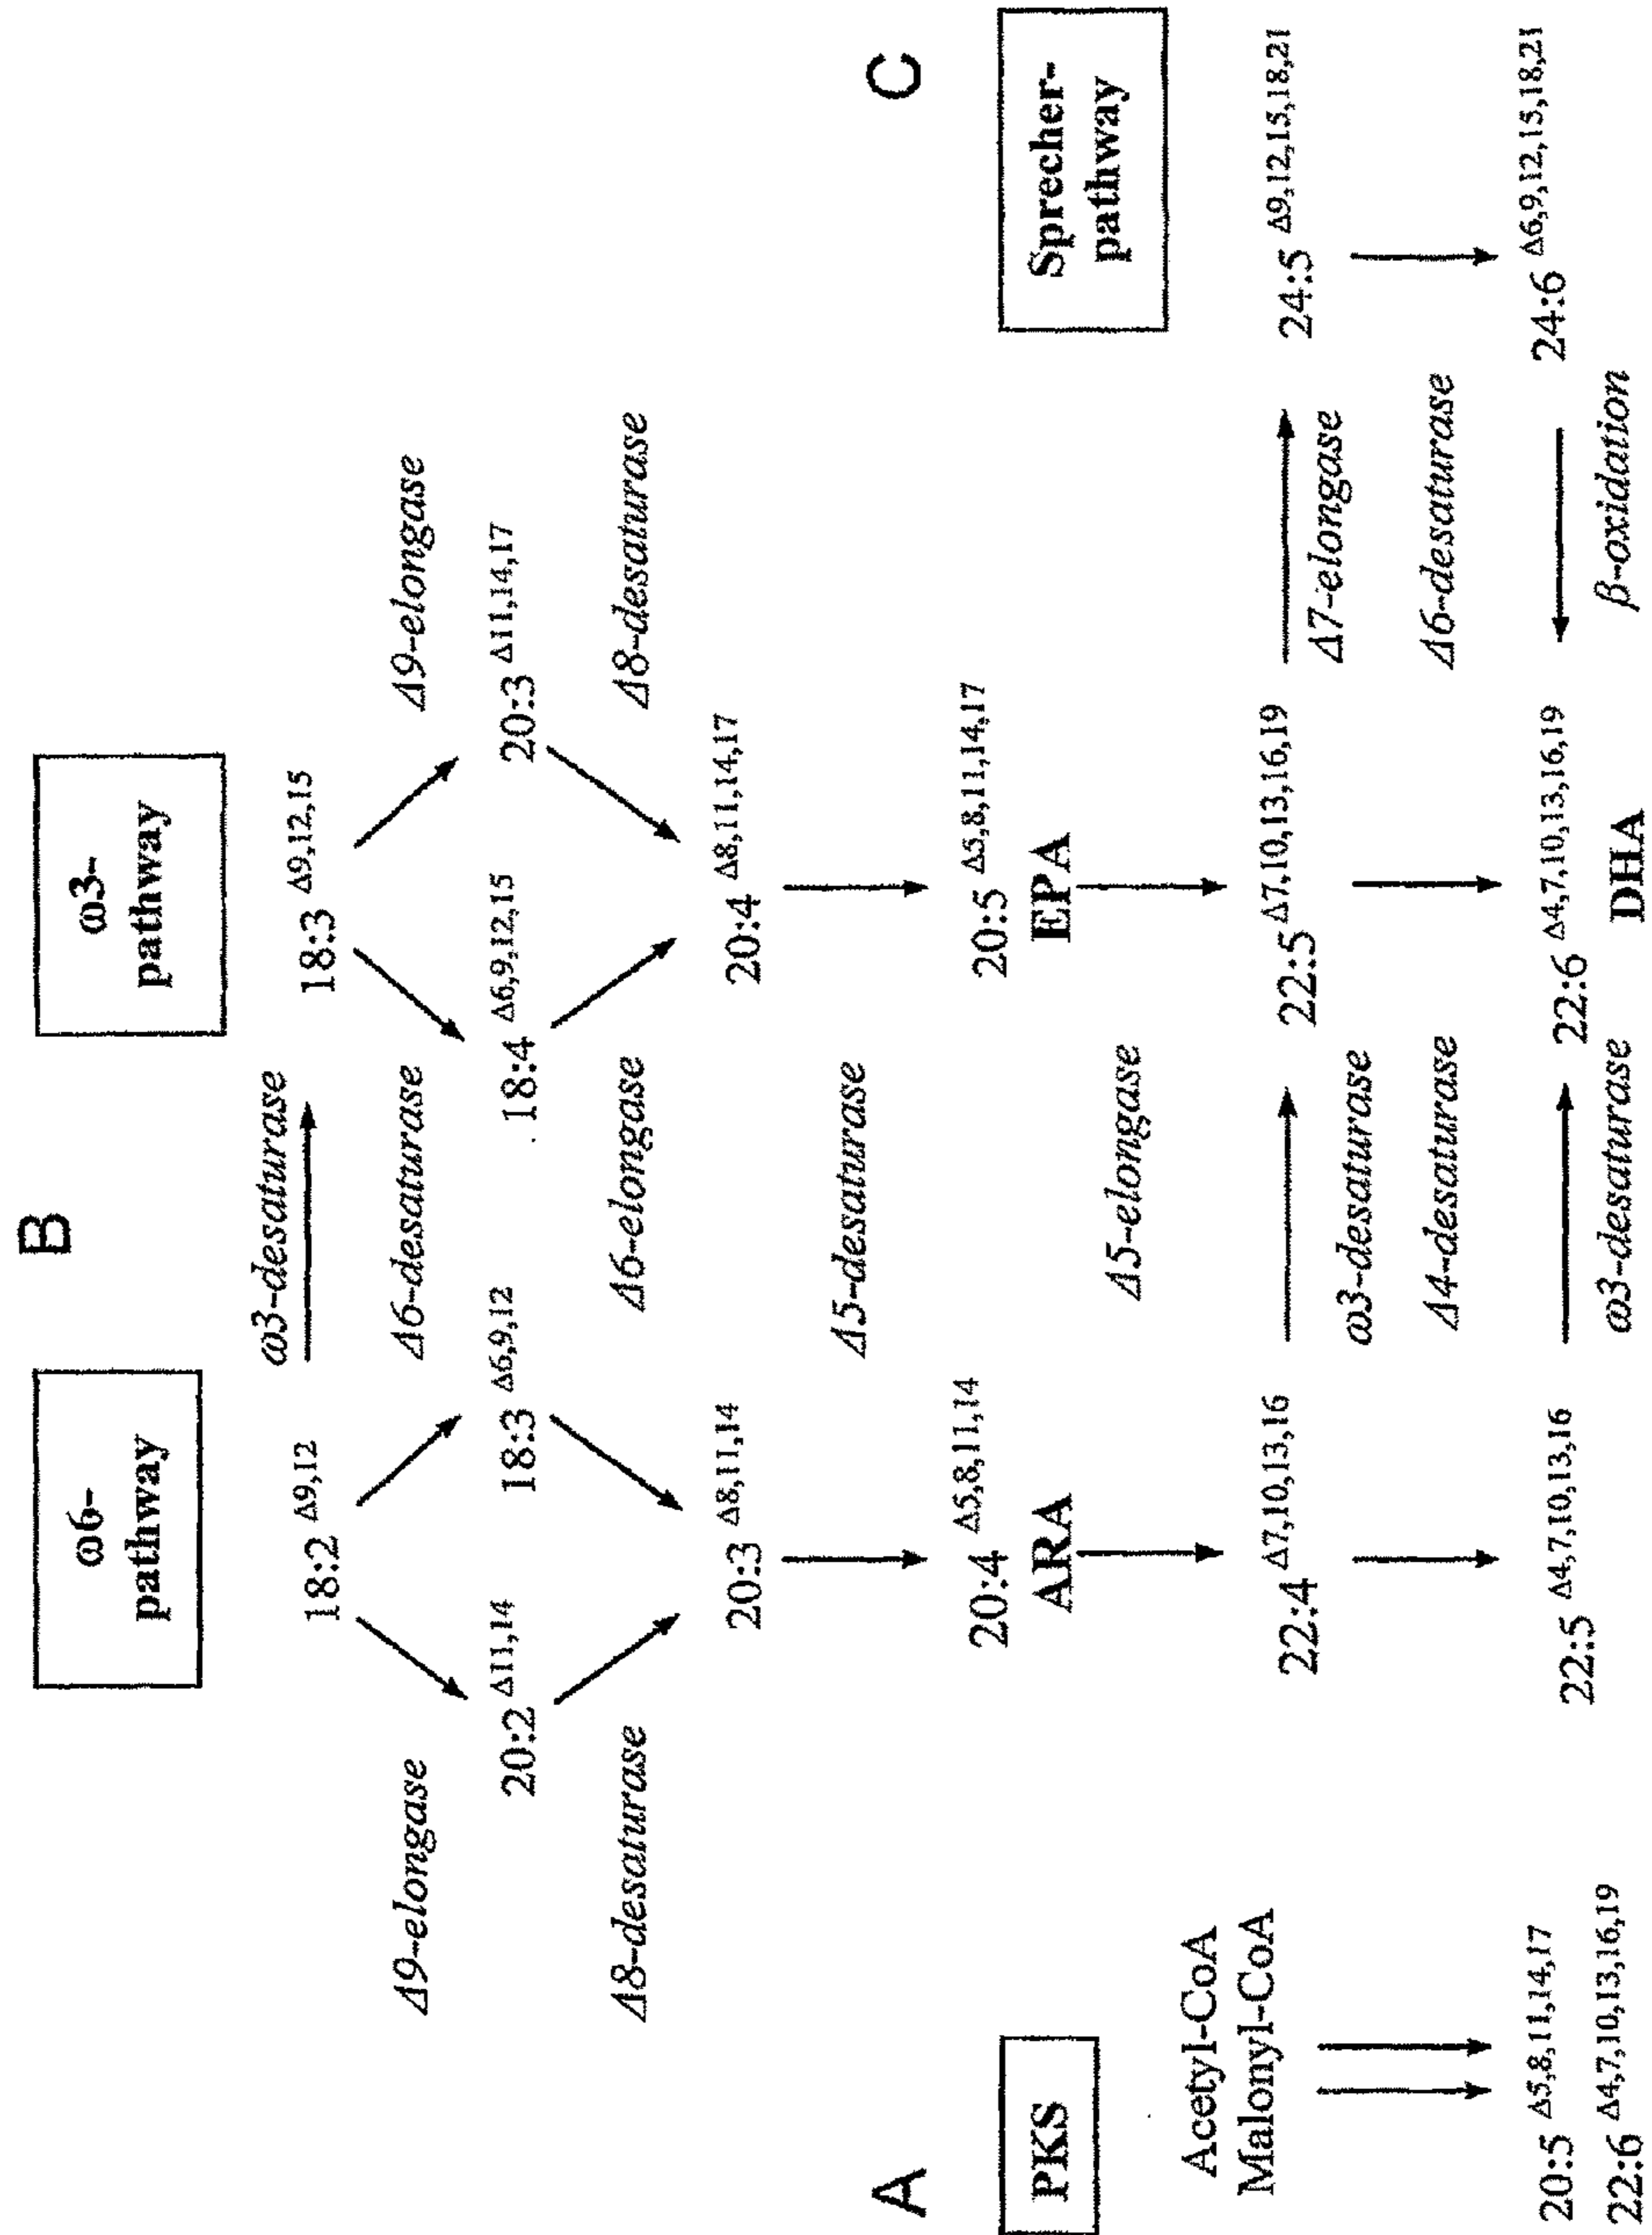 A
PKS
Acetyl-CoA
Malonyl-CoA
20:5 Δ5,8,11,14,17
22:6 Δ4,7,10,13,16,19
B
ω6-
pathway
ω3-
pathway
ω3-desaturase
18:2 Δ9,12
18:3 Δ9,12,15
Δ9-elongase
Δ6-desaturase
Δ9-elongase
20:2 Δ11,14
18:3 Δ6,9,12
18:4 Δ6,9,12,15
20:3 Δ11,14,17
Δ8-desaturase
Δ6-elongase
Δ8-desaturase
20:3 Δ8,11,14
20:4 Δ8,11,14,17
Δ5-desaturase
20:4 Δ5,8,11,14
ARA
20:5 Δ5,8,11,14,17
EPA
Δ5-elongase
22:4 Δ7,10,13,16
22:5 Δ7,10,13,16,19
ω3-desaturase
Δ4-desaturase
22:5 Δ4,7,10,13,16
22:6 Δ4,7,10,13,16,19
ω3-desaturase
DHA
C
Sprecher-
pathway
24:5 Δ9,12,15,18,21
Δ7-elongase
Δ6-desaturase
24:6 Δ6,9,12,15,18,21
β-oxidation